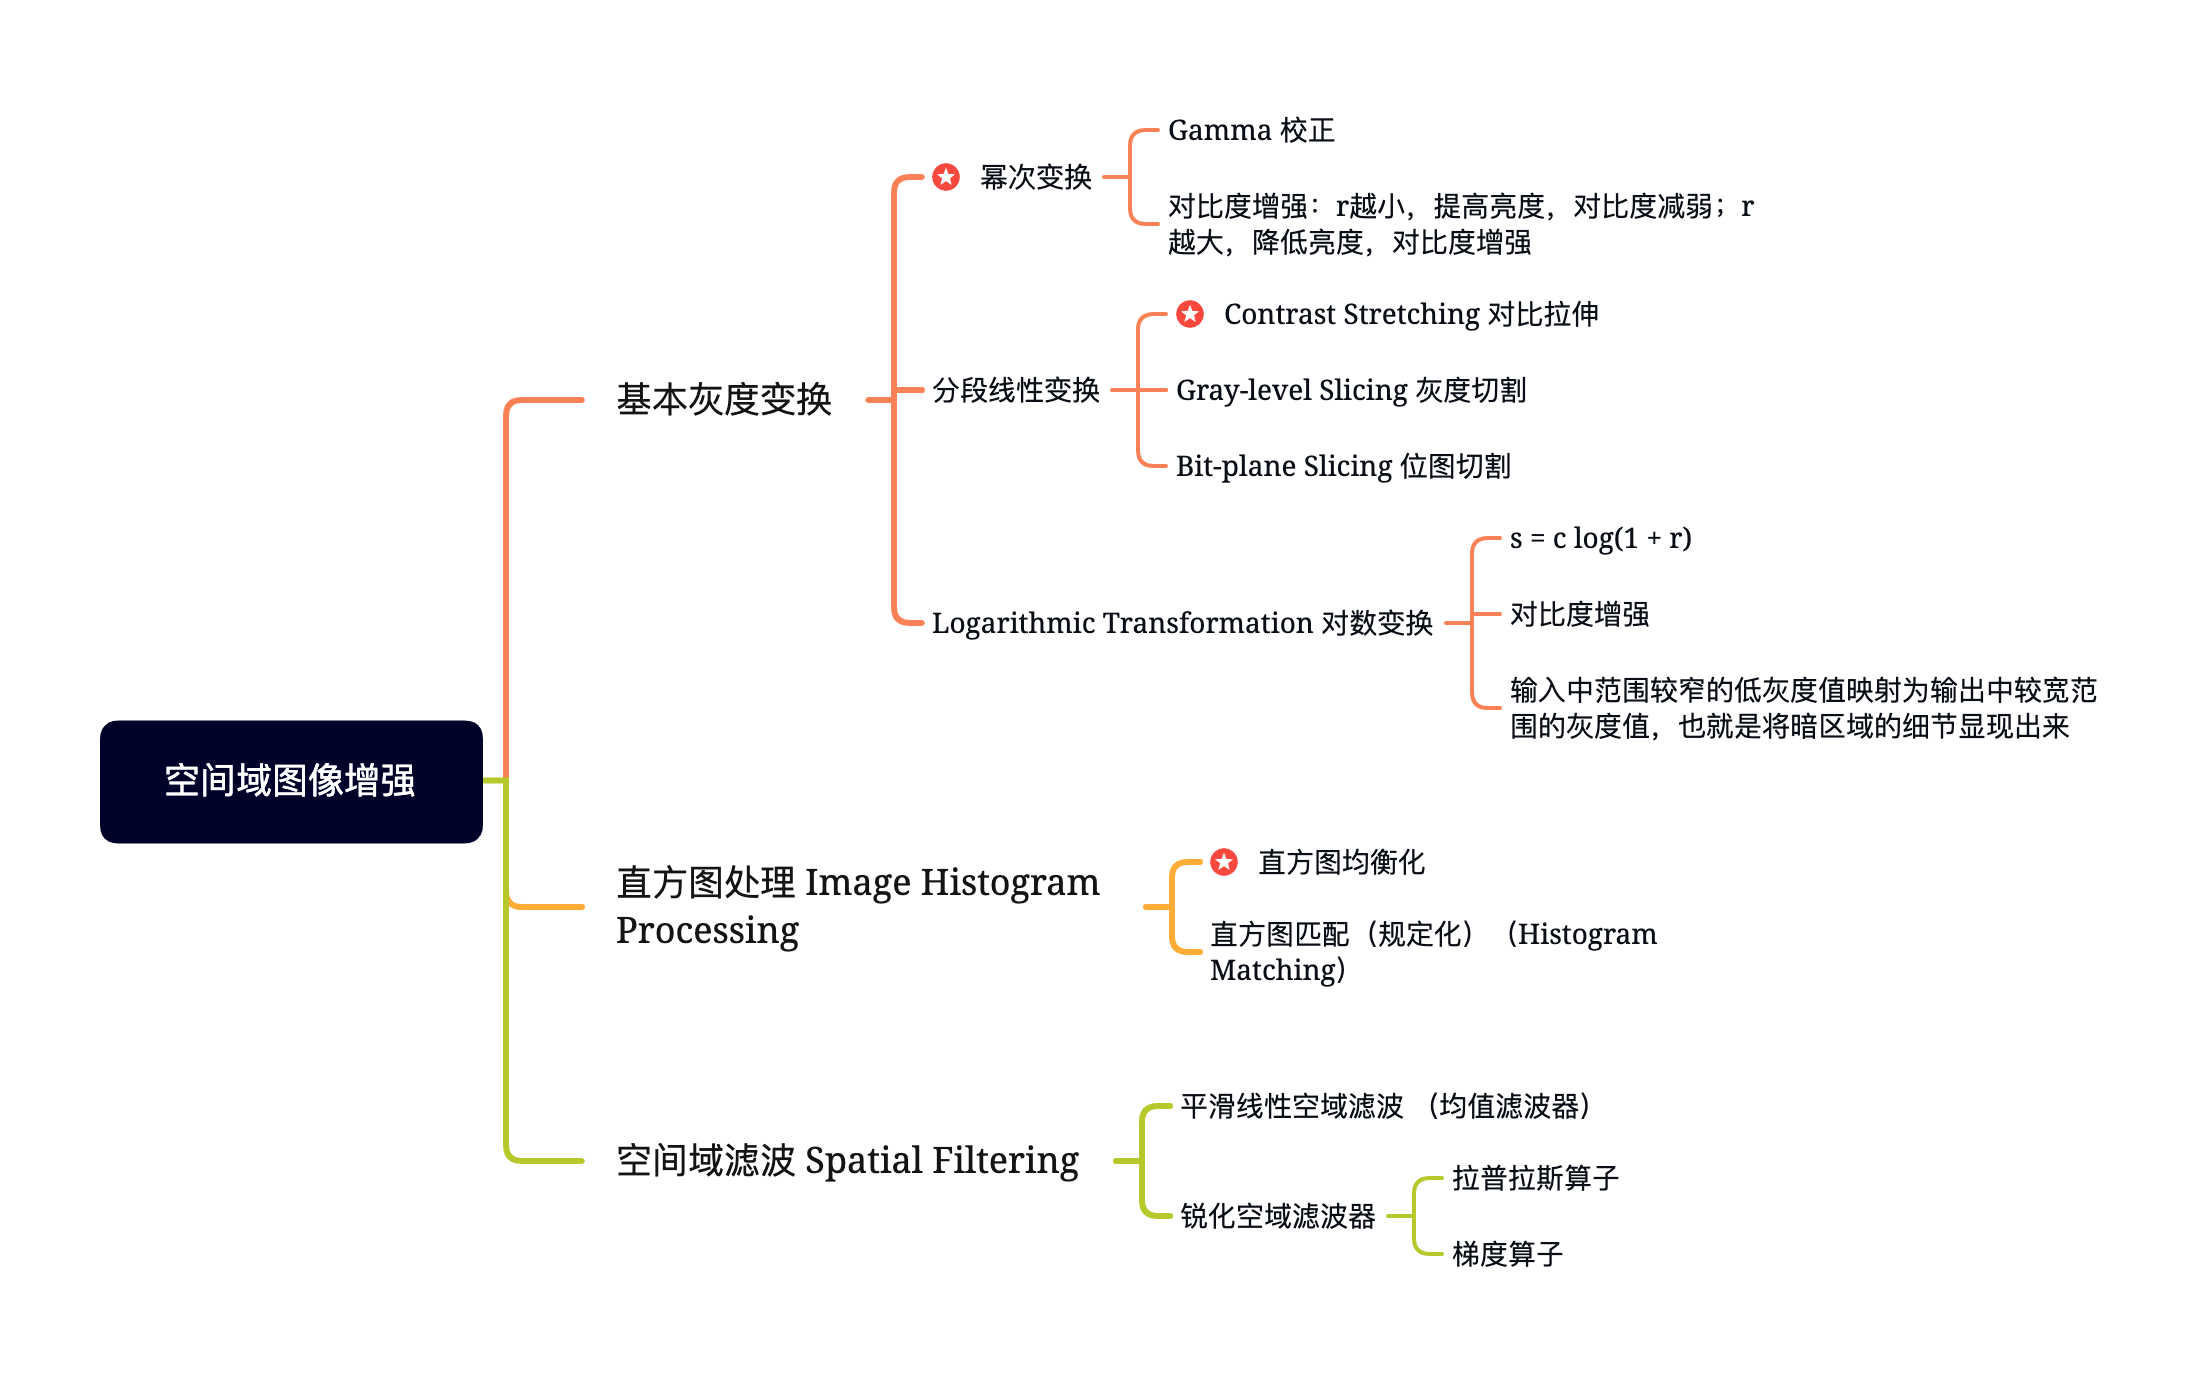 空间域图像增强
基本灰度变换
幂次变换
Gamma 校正
对比度增强：r越小，提高亮度，对比度减弱；r
越大，降低亮度，对比度增强
分段线性变换
Contrast Stretching 对比拉伸
Gray-level Slicing 灰度切割
Bit-plane Slicing 位图切割
Logarithmic Transformation 对数变换
s = c log(1 + r)
对比度增强
输入中范围较窄的低灰度值映射为输出中较宽范
围的灰度值，也就是将暗区域的细节显现出来
直方图处理 Image Histogram
Processing
直方图均衡化
直方图匹配（规定化）（Histogram
Matching）
空间域滤波 Spatial Filtering
平滑线性空域滤波 （均值滤波器）
锐化空域滤波器
拉普拉斯算子
梯度算子